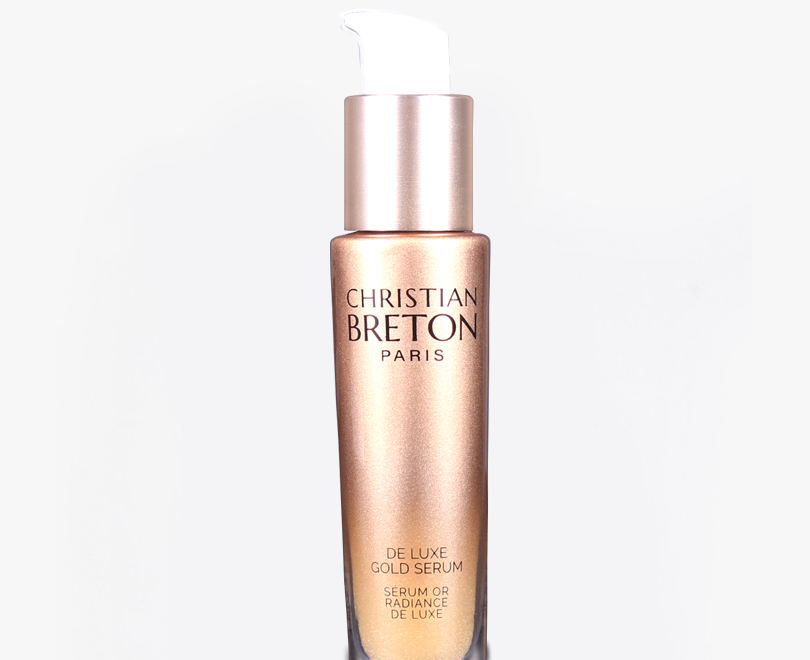 CHRISTIAN
BRETON
PARIS
DE LUXE
GOLD SERUM
SÉRUM OR
RADIANCE
DE LUXE